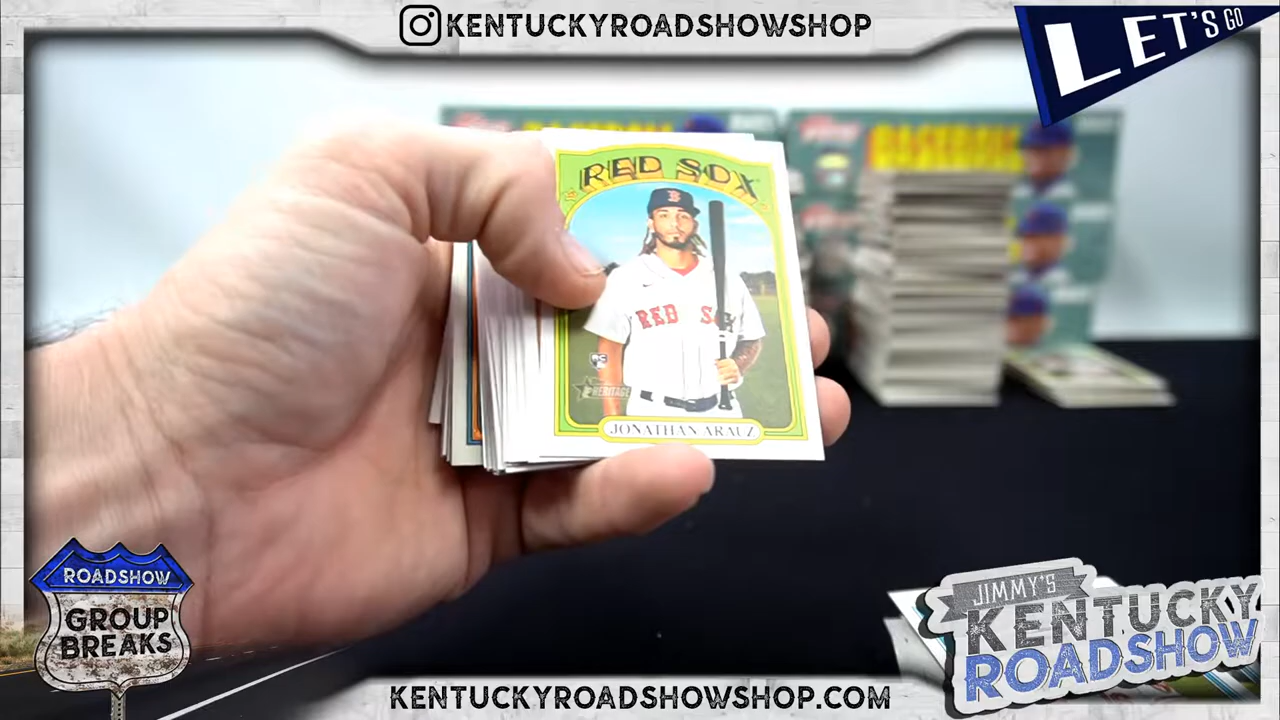 KENTUCKYROADSHOWSHOP
LET'S GO
BASEBALL
RED SOX
RED SOX
RC
HERITAGE
JONATHAN ARAUZ
ROADSHOW
GROUP
BREAKS
JIMMY'S
KENTUCKY
ROADSHOW
KENTUCKYROADSHOWSHOP.COM